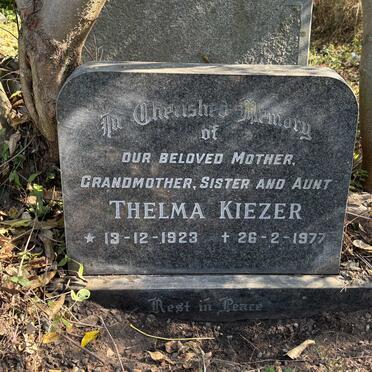 In Cherished Memory
of
OUR BELOVED MOTHER,
GRANDMOTHER, SISTER AND AUNT
THELMA KIEZER
★ 13-12-1923 + 26-2-1977
Rest in Peace